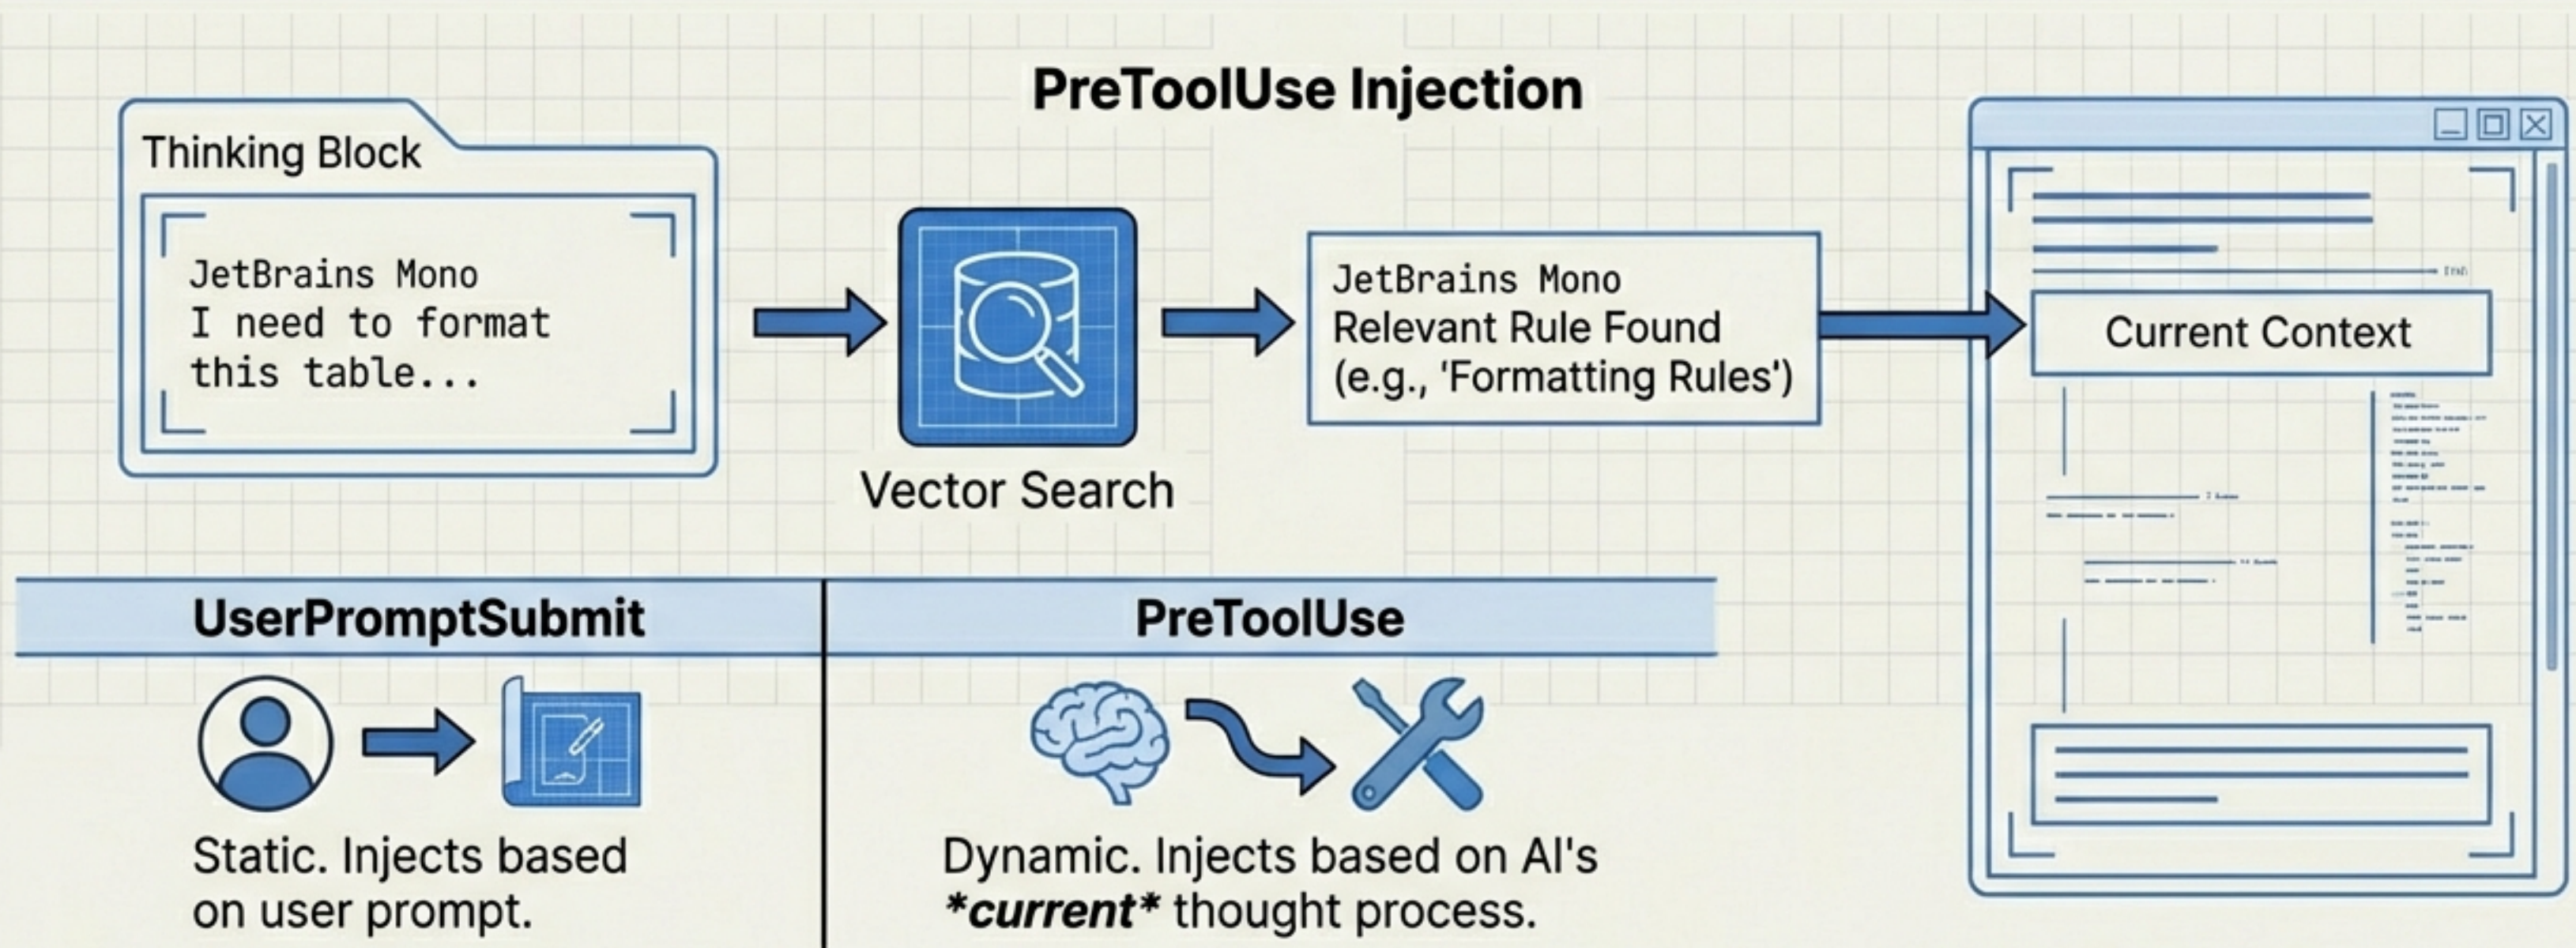 PreToolUse Injection
Thinking Block
JetBrains Mono
I need to format
this table...
Vector Search
JetBrains Mono
Relevant Rule Found
(e.g., 'Formatting Rules')
Current Context
UserPromptSubmit
Static. Injects based
on user prompt.
PreToolUse
Dynamic. Injects based on AI's
*current* thought process.